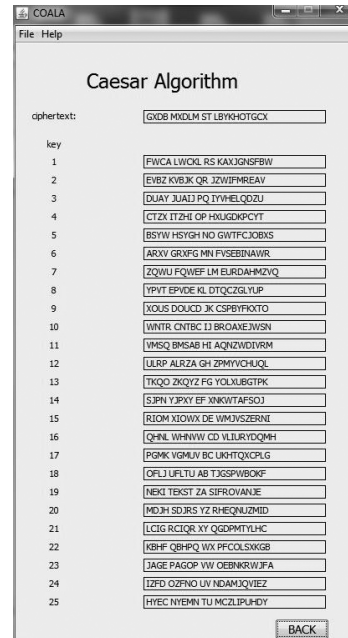 COALA
File Help
Caesar Algorithm
ciphertext: GXDB MXDLM ST LBYKHOTGCX
key
1 FWCA LWCKL RS KAXJGNSFBW
2 EVBZ KVBJK QR JZWIFMREAV
3 DUAY JUAIJ PQ IYVHELQDZU
4 CTZX ITZHI OP HXUGDKPCYT
5 BSYW HSYGH NO GWTFCJOBXS
6 ARXV GRXFG MN FVSEBINAWR
7 ZQWU FQWEF LM EURDAHMZVQ
8 YPVT EPVDE KL DTQCZGLYUP
9 XOUS DOUCD JK CSPBYFKXTO
10 WNTR CNTBC IJ BROAXEJWSN
11 VMSQ BMSAB HI AQNZWDIVRM
12 ULRP ALRZA GH ZPMYVCHUQL
13 TKQO ZKQYZ FG YOLXUBGTPK
14 SJPN YJPXY EF XNKWTAFSOJ
15 RIOM XIOWX DE WMJVSZERNI
16 QHNL WHNVW CD VLIURYDQMH
17 PGMK VGMUV BC UKHTQXCPLG
18 OFLJ UFLTU AB TJGSPWBOKF
19 NEKI TEKST ZA SIFROVANJE
20 MDJH SDJRS YZ RHEQNUZMID
21 LCIG RCIQR XY QGDPMTYLHC
22 KBHF QBHPQ WX PFCOLSXKGB
23 JAGE PAGOP VW OEBNKRWJFA
24 IZFD OZFNO UV NDAMJQVIEZ
25 HYEC NYEMN TU MCZLIPUHDY
BACK